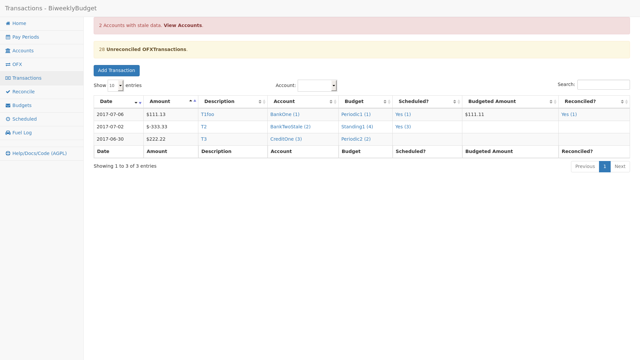 Transactions - BiweeklyBudget
Home
Pay Periods
Accounts
OFX
Transactions
Reconcile
Budgets
Scheduled
Fuel Log
Help/Docs/Code (AGPL)
2 Accounts with stale data. View Accounts.
28 Unreconciled OFXTransactions.
Add Transaction
Show 10 entries Account: Search:
Date Amount Description Account Budget Scheduled? Budgeted Amount Reconciled?
2017-07-06 $111.13 T1foo BankOne (1) Periodic1 (1) Yes (1) $111.11 Yes (1)
2017-07-02 $-333.33 T2 BankTwoStale (2) Standing1 (4) Yes (3)
2017-06-30 $222.22 T3 CreditOne (3) Periodic2 (2)
Date Amount Description Account Budget Scheduled? Budgeted Amount Reconciled?
Showing 1 to 3 of 3 entries Previous 1 Next